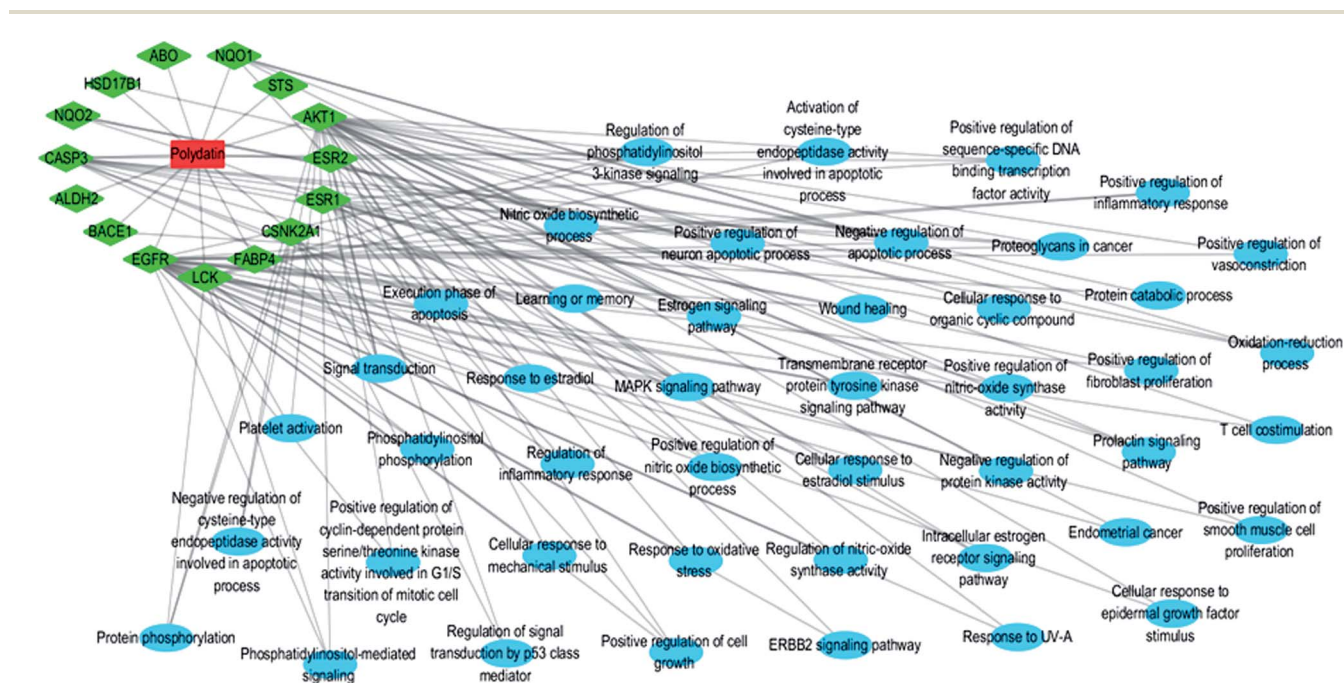 ABO
NQO1
HSD17B1
STS
NQO2
AKT1
Polydatin
CASP3
ESR2
ALDH2
ESR1
BACE1
CSNK2A1
EGFR
FABP4
LCK
Regulation of
phosphatidylinositol
3-kinase signaling
Activation of
cysteine-type
endopeptidase activity
involved in apoptotic
process
Positive regulation of
sequence-specific DNA
binding transcription
factor activity
Positive regulation of
inflammatory response
Nitric oxide biosynthetic
process
Positive regulation of
neuron apoptotic process
Negative regulation of
apoptotic process
Proteoglycans in cancer
Positive regulation of
vasoconstriction
Execution phase of
apoptosis
Learning or memory
Estrogen signaling
pathway
Wound healing
Cellular response to
organic cyclic compound
Protein catabolic process
Oxidation-reduction
process
Signal transduction
Response to estradiol
MAPK signaling pathway
Transmembrane receptor
protein tyrosine kinase
signaling pathway
Positive regulation of
nitric-oxide synthase
activity
Positive regulation of
fibroblast proliferation
T cell costimulation
Platelet activation
Phosphatidylinositol
phosphorylation
Regulation of
inflammatory response
Positive regulation of
nitric oxide biosynthetic
process
Cellular response to
estradiol stimulus
Negative regulation of
protein kinase activity
Prolactin signaling
pathway
Negative regulation of
cysteine-type
endopeptidase activity
involved in apoptotic
process
Positive regulation of
cyclin-dependent protein
serine/threonine kinase
activity involved in G1/S
transition of mitotic cell
cycle
Cellular response to
mechanical stimulus
Response to oxidative
stress
Regulation of nitric-oxide
synthase activity
Intracellular estrogen
receptor signaling
pathway
Endometrial cancer
Positive regulation of
smooth muscle cell
proliferation
Protein phosphorylation
Phosphatidylinositol-mediated
signaling
Regulation of signal
transduction by p53 class
mediator
Positive regulation of cell
growth
ERBB2 signaling pathway
Response to UV-A
Cellular response to
epidermal growth factor
stimulus